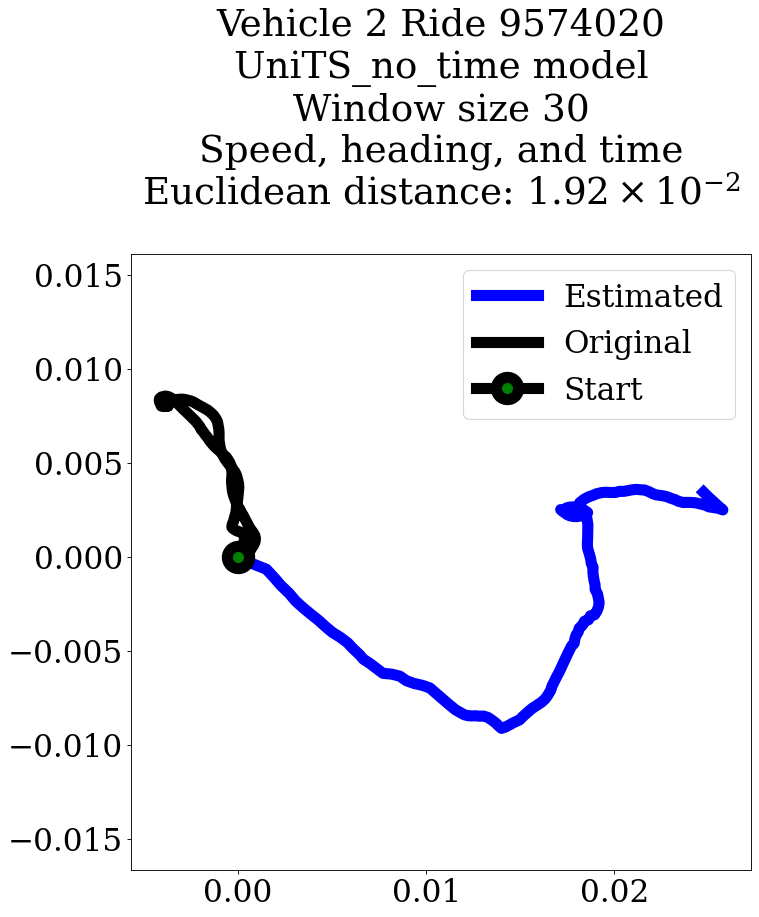 Vehicle 2 Ride 9574020
UniTS_no_time model
Window size 30
Speed, heading, and time
Euclidean distance: 1.92 × 10⁻²
Estimated
Original
Start
0.015
0.010
0.005
0.000
−0.005
−0.010
−0.015
0.00 0.01 0.02